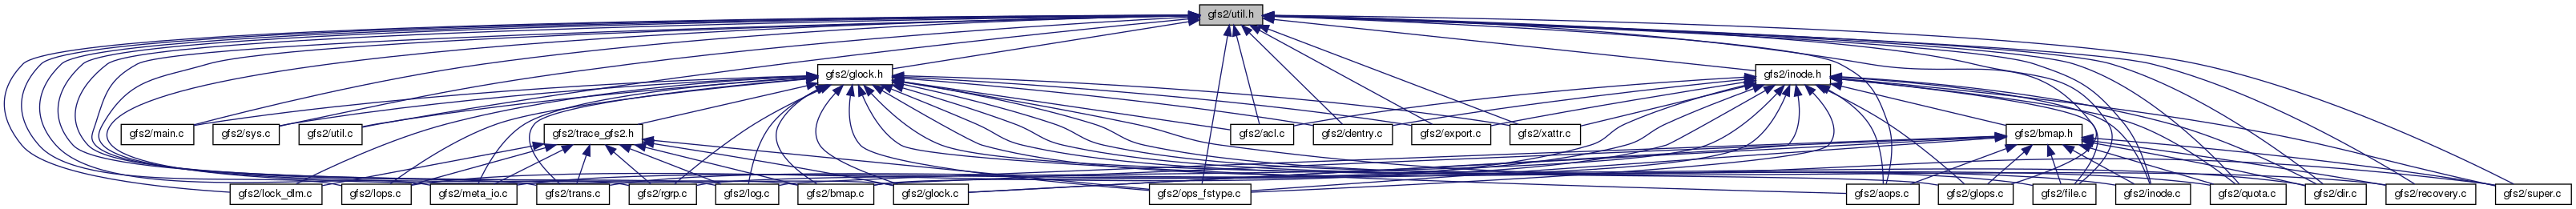 gfs2/util.h
gfs2/glock.h
gfs2/inode.h
gfs2/main.c
gfs2/sys.c
gfs2/util.c
gfs2/trace_gfs2.h
gfs2/acl.c
gfs2/dentry.c
gfs2/export.c
gfs2/xattr.c
gfs2/bmap.h
gfs2/lock_dlm.c
gfs2/lops.c
gfs2/meta_io.c
gfs2/trans.c
gfs2/rgrp.c
gfs2/log.c
gfs2/bmap.c
gfs2/glock.c
gfs2/ops_fstype.c
gfs2/aops.c
gfs2/glops.c
gfs2/file.c
gfs2/inode.c
gfs2/quota.c
gfs2/dir.c
gfs2/recovery.c
gfs2/super.c